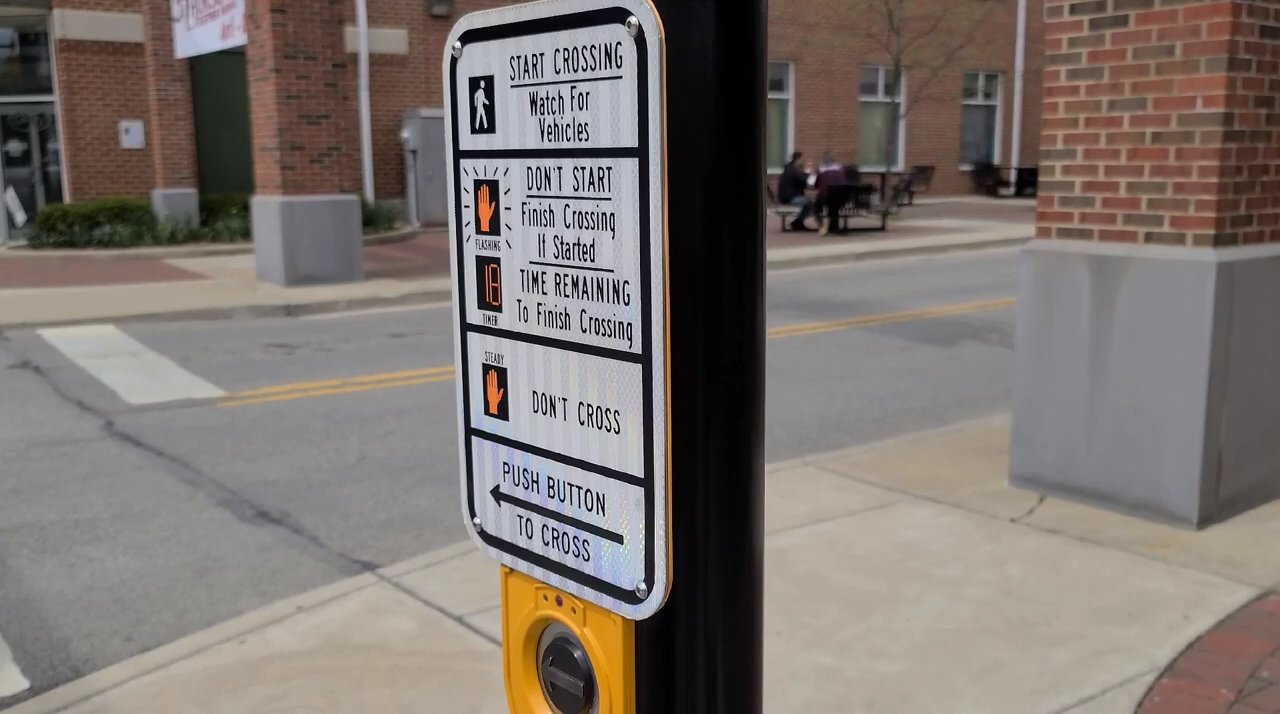 START CROSSING
Watch For
Vehicles
DON'T START
Finish Crossing
If Started
FLASHING
18
TIME REMAINING
To Finish Crossing
TIMER
STEADY
DON'T CROSS
PUSH BUTTON
TO CROSS